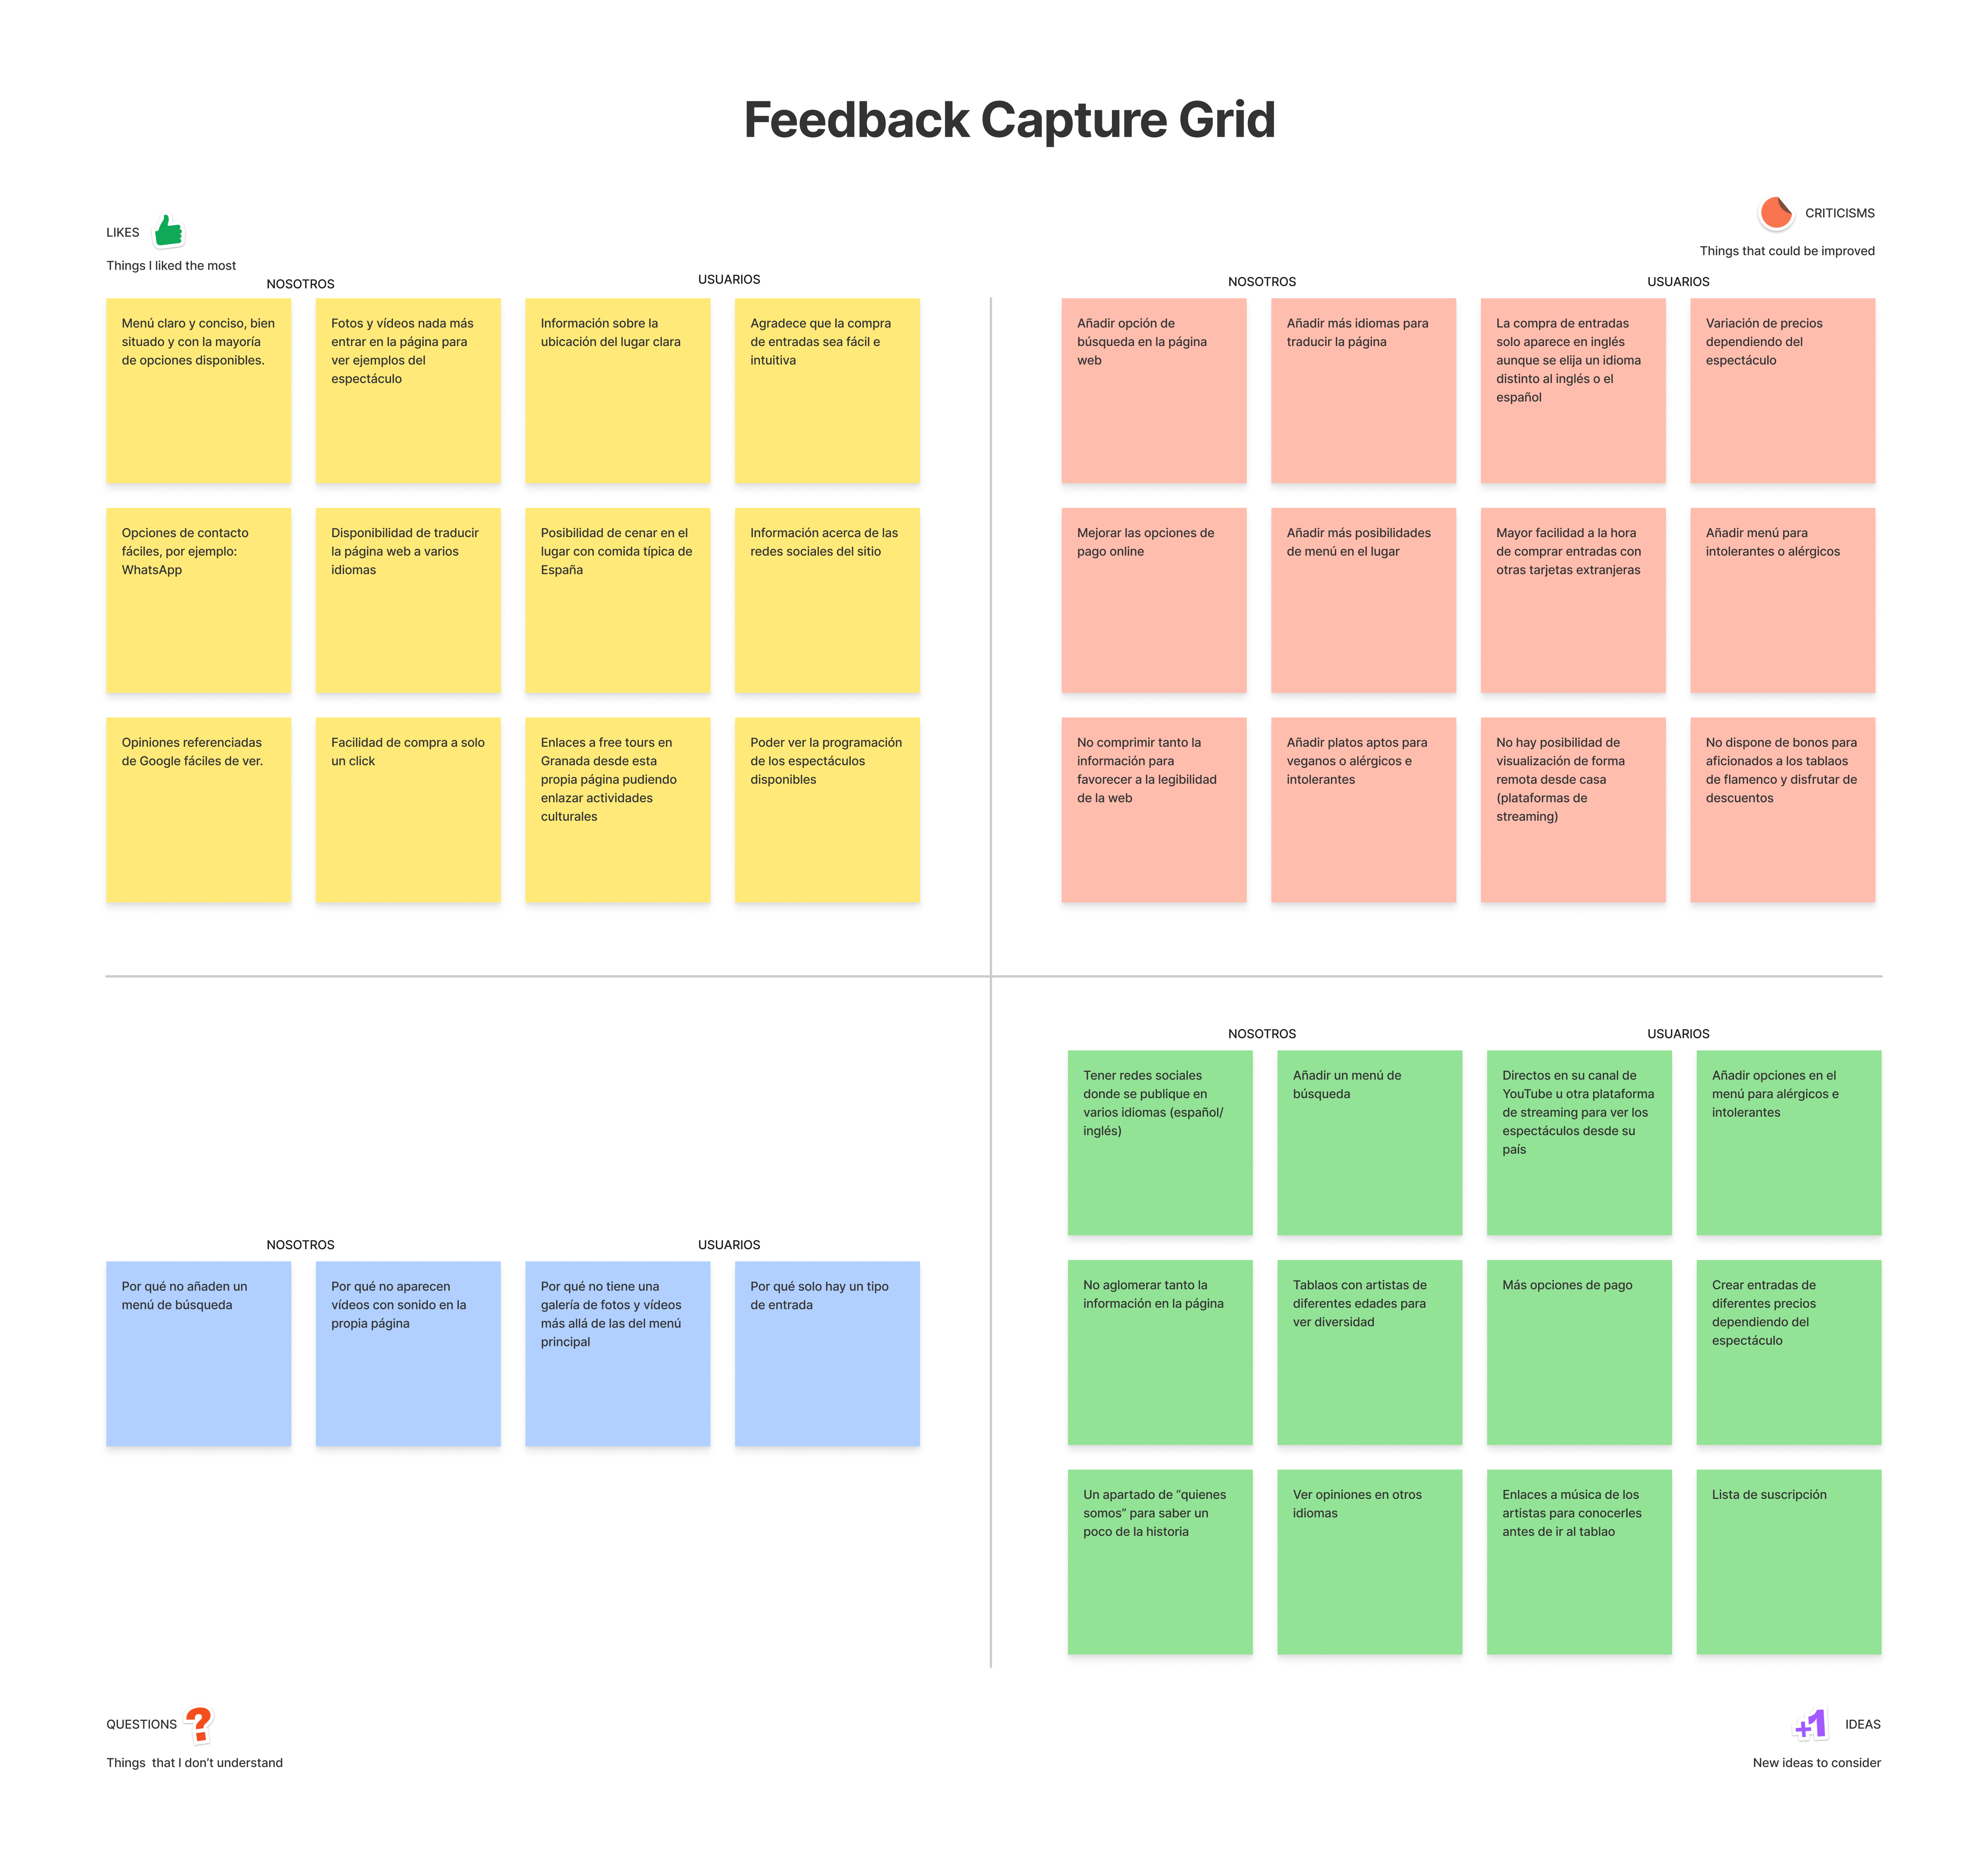 Feedback Capture Grid
LIKES
Things I liked the most
NOSOTROS
USUARIOS
Menú claro y conciso, bien
situado y con la mayoría
de opciones disponibles.
Fotos y vídeos nada más
entrar en la página para
ver ejemplos del
espectáculo
Información sobre la
ubicación del lugar clara
Agradece que la compra
de entradas sea fácil e
intuitiva
Opciones de contacto
fáciles, por ejemplo:
WhatsApp
Disponibilidad de traducir
la página web a varios
idiomas
Posibilidad de cenar en el
lugar con comida típica de
España
Información acerca de las
redes sociales del sitio
Opiniones referenciadas
de Google fáciles de ver.
Facilidad de compra a solo
un click
Enlaces a free tours en
Granada desde esta
propia página pudiendo
enlazar actividades
culturales
Poder ver la programación
de los espectáculos
disponibles
CRITICISMS
Things that could be improved
NOSOTROS
USUARIOS
Añadir opción de
búsqueda en la página
web
Añadir más idiomas para
traducir la página
La compra de entradas
solo aparece en inglés
aunque se elija un idioma
distinto al inglés o el
español
Variación de precios
dependiendo del
espectáculo
Mejorar las opciones de
pago online
Añadir más posibilidades
de menú en el lugar
Mayor facilidad a la hora
de comprar entradas con
otras tarjetas extranjeras
Añadir menú para
intolerantes o alérgicos
No comprimir tanto la
información para
favorecer a la legibilidad
de la web
Añadir platos aptos para
veganos o alérgicos e
intolerantes
No hay posibilidad de
visualización de forma
remota desde casa
(plataformas de
streaming)
No dispone de bonos para
aficionados a los tablaos
de flamenco y disfrutar de
descuentos
NOSOTROS
USUARIOS
Por qué no añaden un
menú de búsqueda
Por qué no aparecen
vídeos con sonido en la
propia página
Por qué no tiene una
galería de fotos y vídeos
más allá de las del menú
principal
Por qué solo hay un tipo
de entrada
QUESTIONS
?
Things that I don't understand
NOSOTROS
USUARIOS
Tener redes sociales
donde se publique en
varios idiomas (español/
inglés)
Añadir un menú de
búsqueda
Directos en su canal de
YouTube u otra plataforma
de streaming para ver los
espectáculos desde su
país
Añadir opciones en el
menú para alérgicos e
intolerantes
No aglomerar tanto la
información en la página
Tablaos con artistas de
diferentes edades para
ver diversidad
Más opciones de pago
Crear entradas de
diferentes precios
dependiendo del
espectáculo
Un apartado de “quienes
somos” para saber un
poco de la historia
Ver opiniones en otros
idiomas
Enlaces a música de los
artistas para conocerles
antes de ir al tablao
Lista de suscripción
+1
IDEAS
New ideas to consider